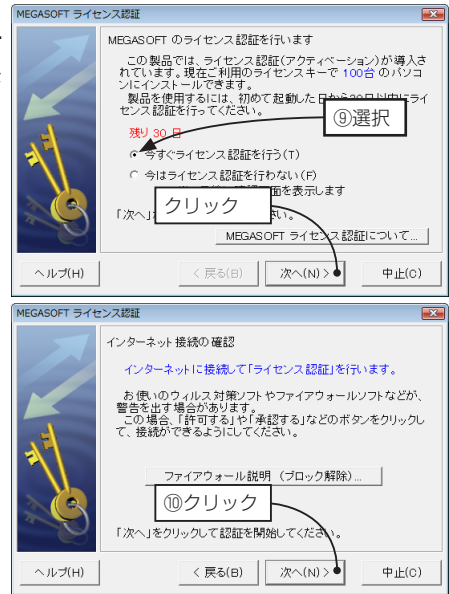 MEGASOFT ライセンス認証
MEGASOFT のライセンス認証を行います
この製品では、ライセンス認証(アクティベーション)が導入さ
れています。現在ご利用のライセンスキーで 100台 のパソコ
ンにインストールできます。
製品を使用するには、初めて起動した日から30日以内にライ
センス認証を行ってください。
⑨選択
残り 30 日
今すぐライセンス認証を行う(T)
今はライセンス認証を行わない(F)
面を表示します
「次へ」
クリック
さい。
MEGASOFT ライセンス認証について...
ヘルプ(H)
< 戻る(B)
次へ(N) >
中止(C)
MEGASOFT ライセンス認証
インターネット接続の確認
インターネットに接続して「ライセンス認証」を行います。
お使いのウィルス対策ソフトやファイアウォールソフトなどが、
警告を出す場合があります。
この場合、「許可する」や「承認する」などのボタンをクリックし
て、接続ができるようにしてください。
ファイアウォール説明 (ブロック解除)...
⑩クリック
「次へ」をクリックして認証を開始してください。
ヘルプ(H)
< 戻る(B)
次へ(N) >
中止(C)